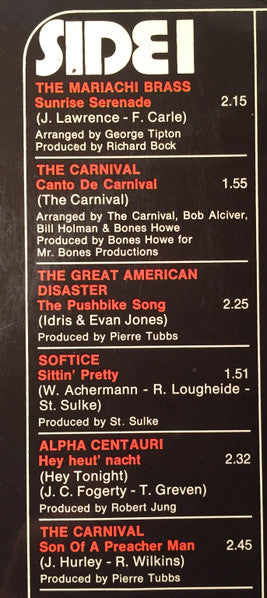 SIDE I
THE MARIACHI BRASS
Sunrise Serenade 2.15
(J. Lawrence - F. Carle)
Arranged by George Tipton
Produced by Richard Bock
THE CARNIVAL
Canto De Carnival 1.55
(The Carnival)
Arranged by The Carnival, Bob Alciver,
Bill Holman & Bones Howe
Produced by Bones Howe for
Mr. Bones Productions
THE GREAT AMERICAN
DISASTER
The Pushbike Song 2.25
(Idris & Evan Jones)
Produced by Pierre Tubbs
SOFTICE
Sittin' Pretty 1.51
(W. Achermann - R. Lougheide -
St. Sulke)
Produced by St. Sulke
ALPHA CENTAURI
Hey heut' nacht 2.32
(Hey Tonight)
(J. C. Fogerty - T. Greven)
Produced by Robert Jung
THE CARNIVAL
Son Of A Preacher Man 2.45
(J. Hurley - R. Wilkins)
Produced by Pierre Tubbs